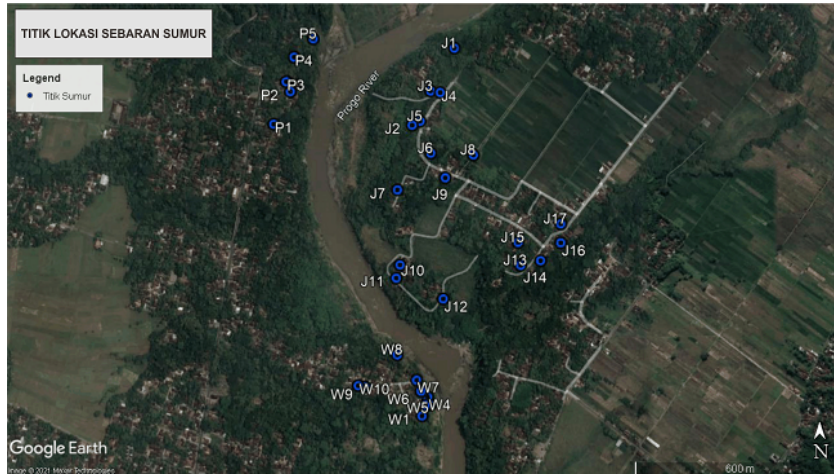 TITIK LOKASI SEBARAN SUMUR
Legend
Titik Sumur
P5
P4
P2
P3
P1
Progo River
J1
J3
J4
J5
J2
J6
J8
J9
J7
J17
J15
J16
J13
J14
J10
J11
J12
W8
W7
W9
W10
W6
W4
W5
W1
Google Earth
Image © 2021 Maxar Technologies
600 m
N